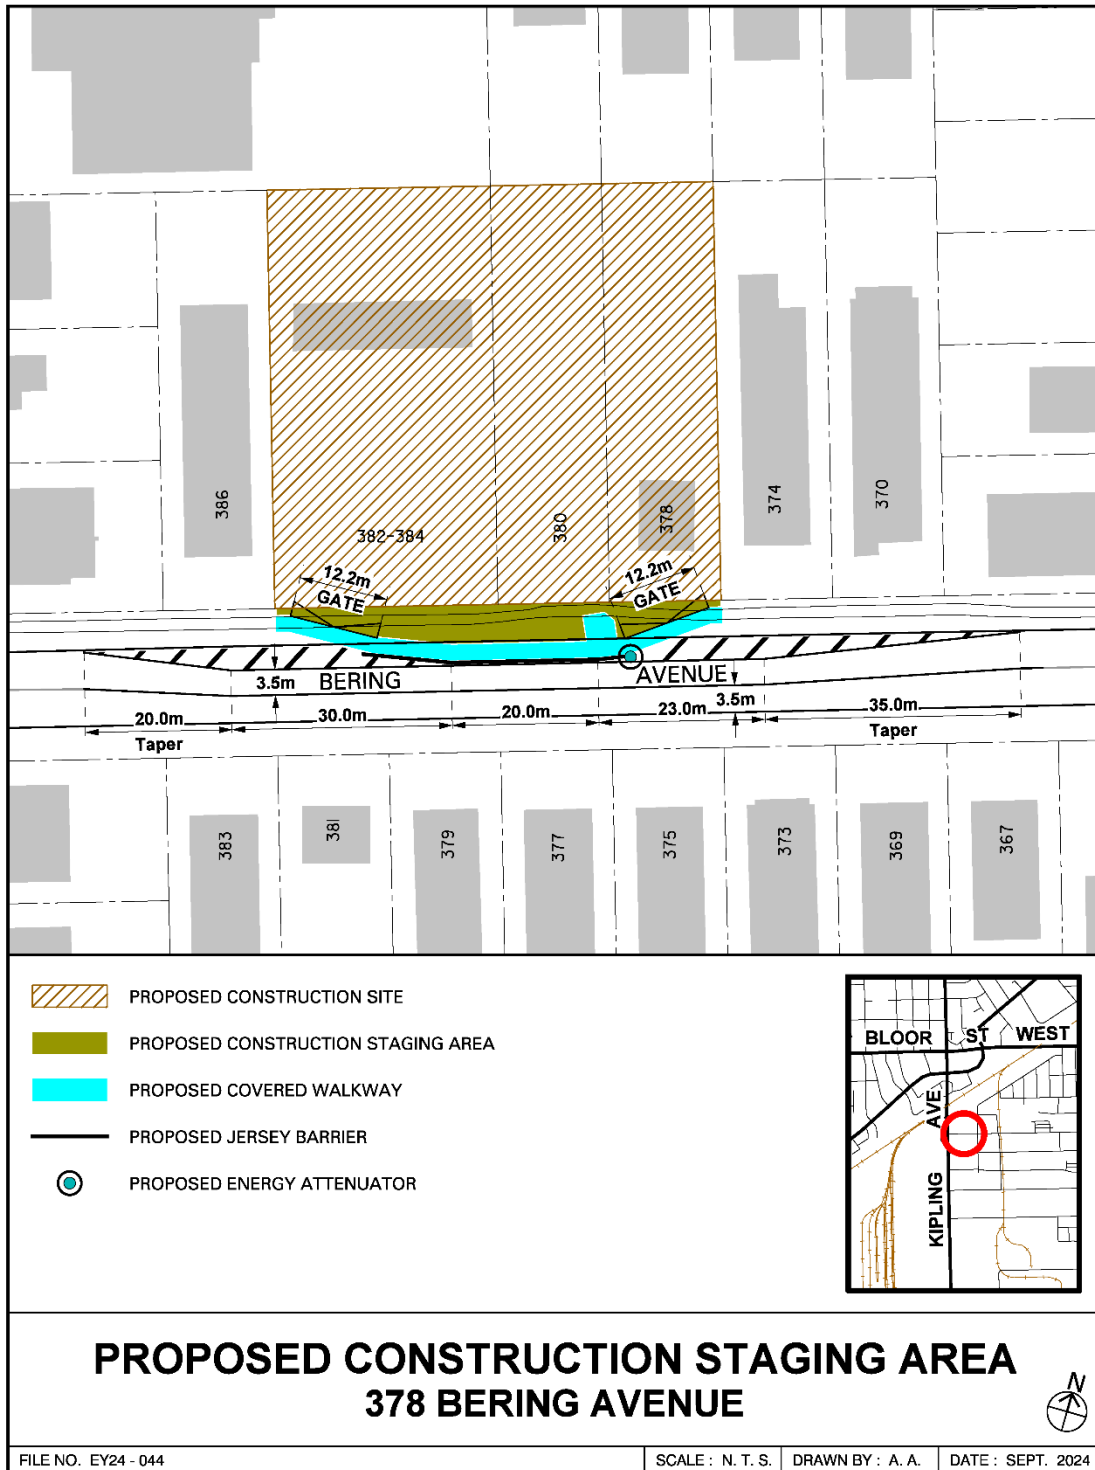 386
382-384
380
378
374
370
12.2m
GATE
12.2m
GATE
3.5m
BERING
AVENUE
3.5m
20.0m
30.0m
20.0m
23.0m
35.0m
Taper
Taper
383
381
379
377
375
373
369
367
PROPOSED CONSTRUCTION SITE
PROPOSED CONSTRUCTION STAGING AREA
PROPOSED COVERED WALKWAY
PROPOSED JERSEY BARRIER
PROPOSED ENERGY ATTENUATOR
BLOOR ST WEST
KIPLING AVE
PROPOSED CONSTRUCTION STAGING AREA
378 BERING AVENUE
N
FILE NO. EY24 - 044
SCALE : N. T. S.
DRAWN BY : A. A.
DATE : SEPT. 2024